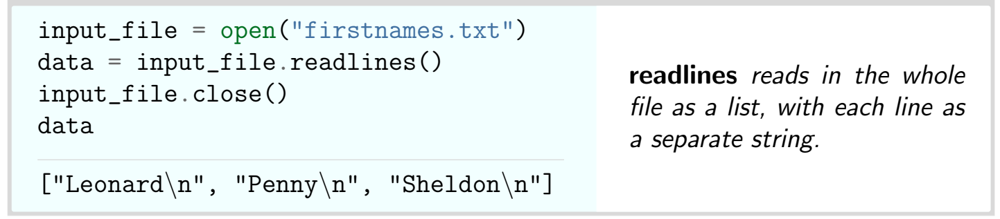 input_file = open("firstnames.txt")
data = input_file.readlines()
input_file.close()
data
["Leonard\n", "Penny\n", "Sheldon\n"]
readlines reads in the whole
file as a list, with each line as
a separate string.